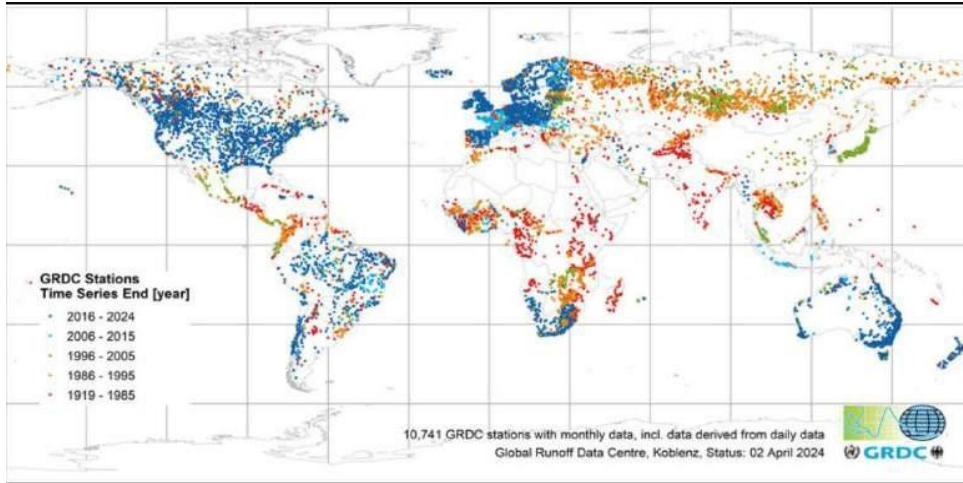 GRDC Stations
Time Series End [year]
2016 - 2024
2006 - 2015
1996 - 2005
1986 - 1995
1919 - 1985
10,741 GRDC stations with monthly data, incl. data derived from daily data
Global Runoff Data Centre, Koblenz, Status: 02 April 2024
GRDC